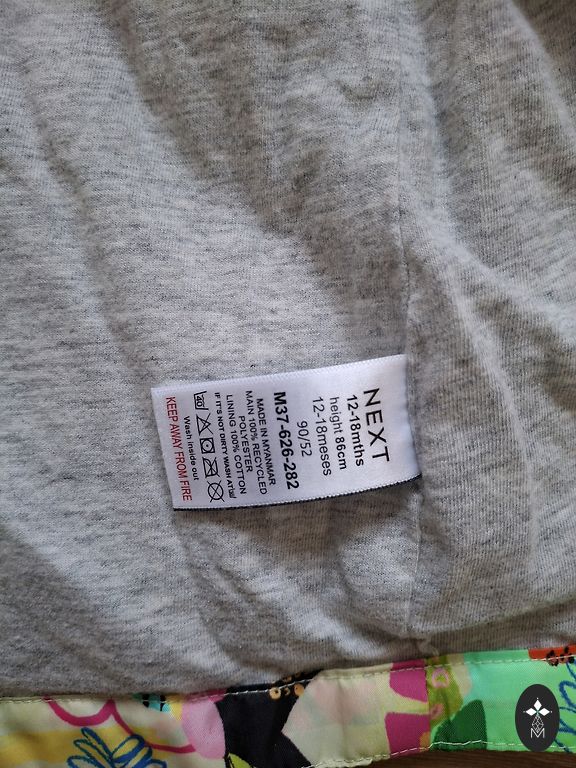 NEXT
12-18mths
height 86cm
12-18meses
90/52
M37-626-282
MADE IN MYANMAR
MAIN 100% RECYCLED
POLYESTER
LINING 100% COTTON
IF IT'S NOT DIRTY WASH AT
40
Wash inside out
KEEP AWAY FROM FIRE
M